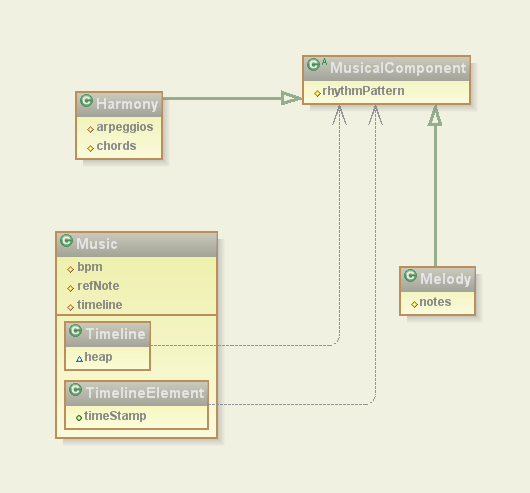 C A MusicalComponent
rhythmPattern
C Harmony
arpeggios
chords
C Music
bpm
refNote
timeline
C Timeline
heap
C TimelineElement
timeStamp
C Melody
notes